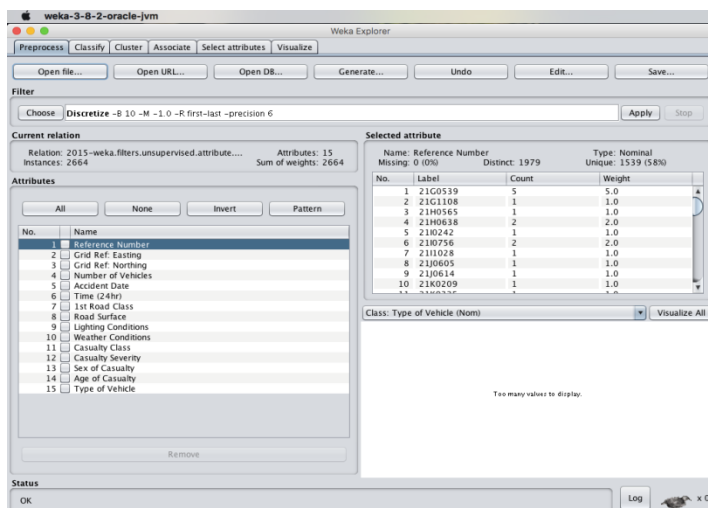 weka-3-8-2-oracle-jvm
Weka Explorer
Preprocess Classify Cluster Associate Select attributes Visualize
Open file... Open URL... Open DB... Generate... Undo Edit... Save...
Filter
Choose Discretize -B 10 -M -1.0 -R first-last -precision 6 Apply Stop
Current relation
Relation: 2015-weka.filters.unsupervised.attribute.... Attributes: 15
Instances: 2664 Sum of weights: 2664
Attributes
All None Invert Pattern
No. Name
1 Reference Number
2 Grid Ref: Easting
3 Grid Ref: Northing
4 Number of Vehicles
5 Accident Date
6 Time (24hr)
7 1st Road Class
8 Road Surface
9 Lighting Conditions
10 Weather Conditions
11 Casualty Class
12 Casualty Severity
13 Sex of Casualty
14 Age of Casualty
15 Type of Vehicle
Remove
Selected attribute
Name: Reference Number Type: Nominal
Missing: 0 (0%) Distinct: 1979 Unique: 1539 (58%)
No. Label Count Weight
1 21G0539 5 5.0
2 21G1108 1 1.0
3 21H0565 1 1.0
4 21H0638 2 2.0
5 21I0242 1 1.0
6 21I0756 2 2.0
7 21I1028 1 1.0
8 21J0605 1 1.0
9 21J0614 1 1.0
10 21K0209 1 1.0
Class: Type of Vehicle (Nom) Visualize All
Too many values to display.
Status
OK Log x 0